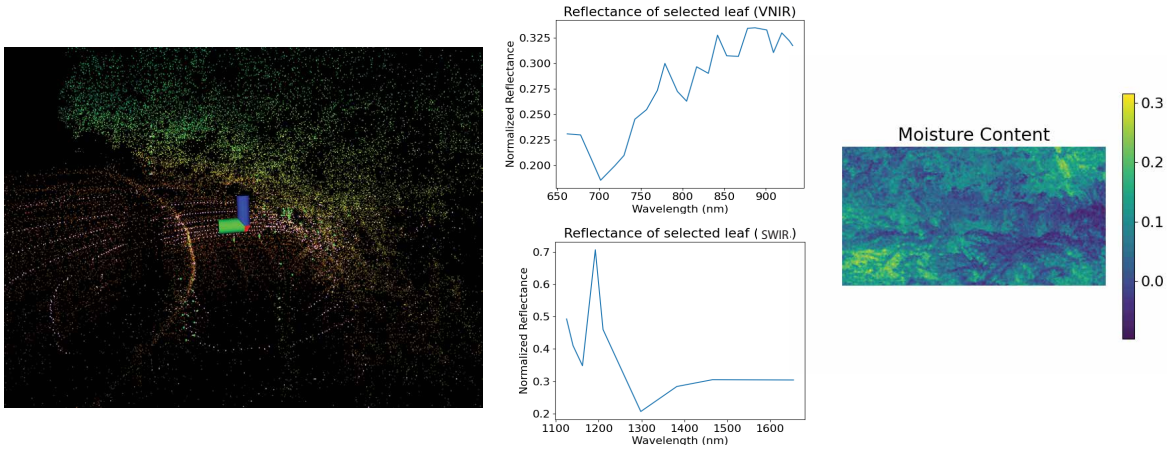 Reflectance of selected leaf (VNIR)
Normalized Reflectance
0.325
0.300
0.275
0.250
0.225
0.200
650 700 750 800 850 900
Wavelength (nm)
Reflectance of selected leaf ( SWIR.)
Normalized Reflectance
0.7
0.6
0.5
0.4
0.3
0.2
1100 1200 1300 1400 1500 1600
Wavelength (nm)
Moisture Content
0.3
0.2
0.1
0.0